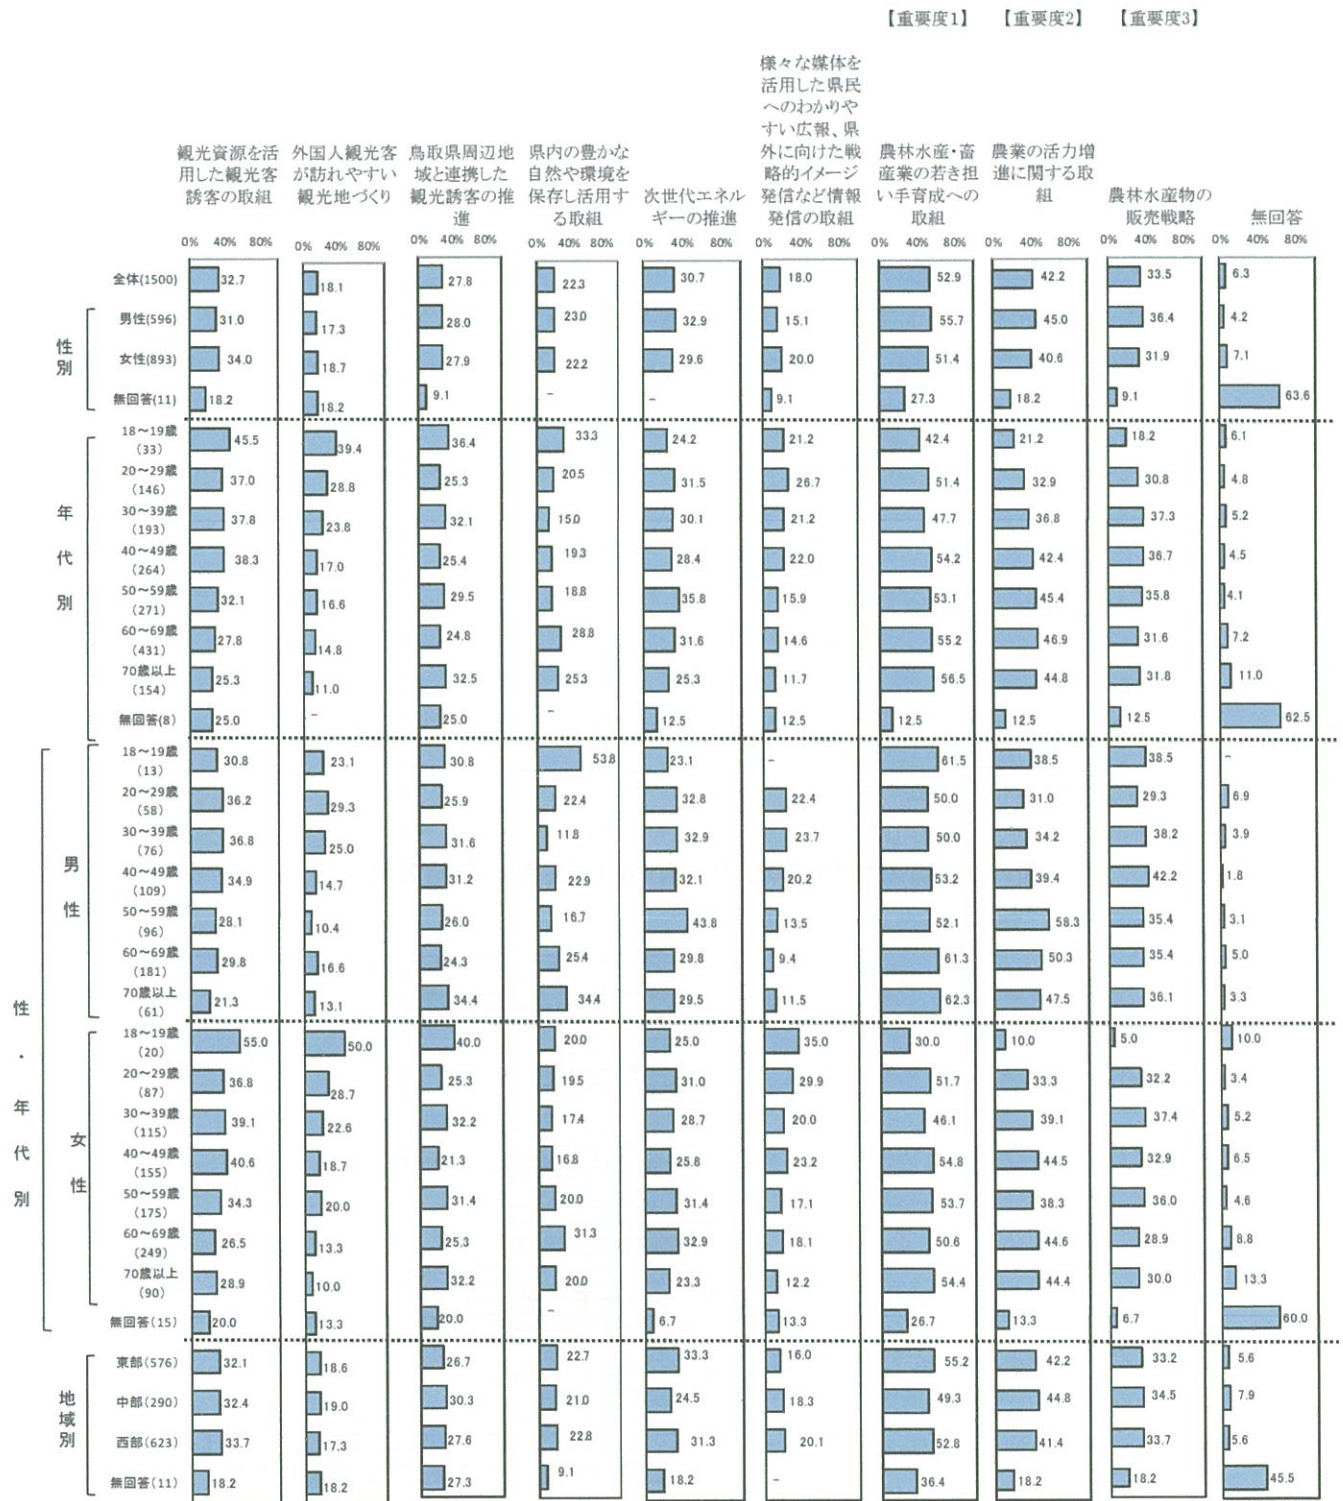 【重要度1】 【重要度2】 【重要度3】
観光資源を活
用した観光客
誘客の取組
外国人観光客
が訪れやすい
観光地づくり
鳥取県周辺地
域と連携した
観光誘客の推
進
県内の豊かな
自然や環境を
保存し活用す
る取組
次世代エネル
ギーの推進
様々な媒体を
活用した県民
へのわかりや
すい広報、県
外に向けた戦
略的イメージ
発信など情報
発信の取組
農林水産・畜
産業の若き担
い手育成への
取組
農業の活力増
進に関する取
組
農林水産物の
販売戦略
無回答
0% 40% 80% 0% 40% 80% 0% 40% 80% 0% 40% 80% 0% 40% 80% 0% 40% 80% 0% 40% 80% 0% 40% 80% 0% 40% 80% 0% 40% 80%
全体(1500) 32.7 18.1 27.8 22.3 30.7 18.0 52.9 42.2 33.5 6.3
性別
男性(596) 31.0 17.3 28.0 23.0 32.9 15.1 55.7 45.0 36.4 4.2
女性(893) 34.0 18.7 27.9 22.2 29.6 20.0 51.4 40.6 31.9 7.1
無回答(11) 18.2 18.2 9.1 - - 9.1 27.3 18.2 9.1 63.6
年代別
18～19歳
(33) 45.5 39.4 36.4 33.3 24.2 21.2 42.4 21.2 18.2 6.1
20～29歳
(146) 37.0 28.8 25.3 20.5 31.5 26.7 51.4 32.9 30.8 4.8
30～39歳
(193) 37.8 23.8 32.1 15.0 30.1 21.2 47.7 36.8 37.3 5.2
40～49歳
(264) 38.3 17.0 25.4 19.3 28.4 22.0 54.2 42.4 36.7 4.5
50～59歳
(271) 32.1 16.6 29.5 18.8 35.8 15.9 53.1 45.4 35.8 4.1
60～69歳
(431) 27.8 14.8 24.8 28.8 31.6 14.6 55.2 46.9 31.6 7.2
70歳以上
(154) 25.3 11.0 32.5 25.3 25.3 11.7 56.5 44.8 31.8 11.0
無回答(8) 25.0 - 25.0 - 12.5 12.5 12.5 12.5 12.5 62.5
性・年代別
男性
18～19歳
(13) 30.8 23.1 30.8 53.8 23.1 - 61.5 38.5 38.5 -
20～29歳
(58) 36.2 29.3 25.9 22.4 32.8 22.4 50.0 31.0 29.3 6.9
30～39歳
(76) 36.8 25.0 31.6 11.8 32.9 23.7 50.0 34.2 38.2 3.9
40～49歳
(109) 34.9 14.7 31.2 22.9 32.1 20.2 53.2 39.4 42.2 1.8
50～59歳
(96) 28.1 10.4 26.0 16.7 43.8 13.5 52.1 58.3 35.4 3.1
60～69歳
(181) 29.8 16.6 24.3 25.4 29.8 9.4 61.3 50.3 35.4 5.0
70歳以上
(61) 21.3 13.1 34.4 34.4 29.5 11.5 62.3 47.5 36.1 3.3
女性
18～19歳
(20) 55.0 50.0 40.0 20.0 25.0 35.0 30.0 10.0 5.0 10.0
20～29歳
(87) 36.8 28.7 25.3 19.5 31.0 29.9 51.7 33.3 32.2 3.4
30～39歳
(115) 39.1 22.6 32.2 17.4 28.7 20.0 46.1 39.1 37.4 5.2
40～49歳
(155) 40.6 18.7 21.3 16.8 25.8 23.2 54.8 44.5 32.9 6.5
50～59歳
(175) 34.3 20.0 31.4 20.0 31.4 17.1 53.7 38.3 36.0 4.6
60～69歳
(249) 26.5 13.3 25.3 31.3 32.9 18.1 50.6 44.6 28.9 8.8
70歳以上
(90) 28.9 10.0 32.2 20.0 23.3 12.2 54.4 44.4 30.0 13.3
無回答(15) 20.0 13.3 20.0 - 6.7 13.3 26.7 13.3 6.7 60.0
地域別
東部(576) 32.1 18.6 26.7 22.7 33.3 16.0 55.2 42.2 33.2 5.6
中部(290) 32.4 19.0 30.3 21.0 24.5 18.3 49.3 44.8 34.5 7.9
西部(623) 33.7 17.3 27.6 22.8 31.3 20.1 52.8 41.4 33.7 5.6
無回答(11) 18.2 18.2 27.3 9.1 18.2 - 36.4 18.2 18.2 45.5